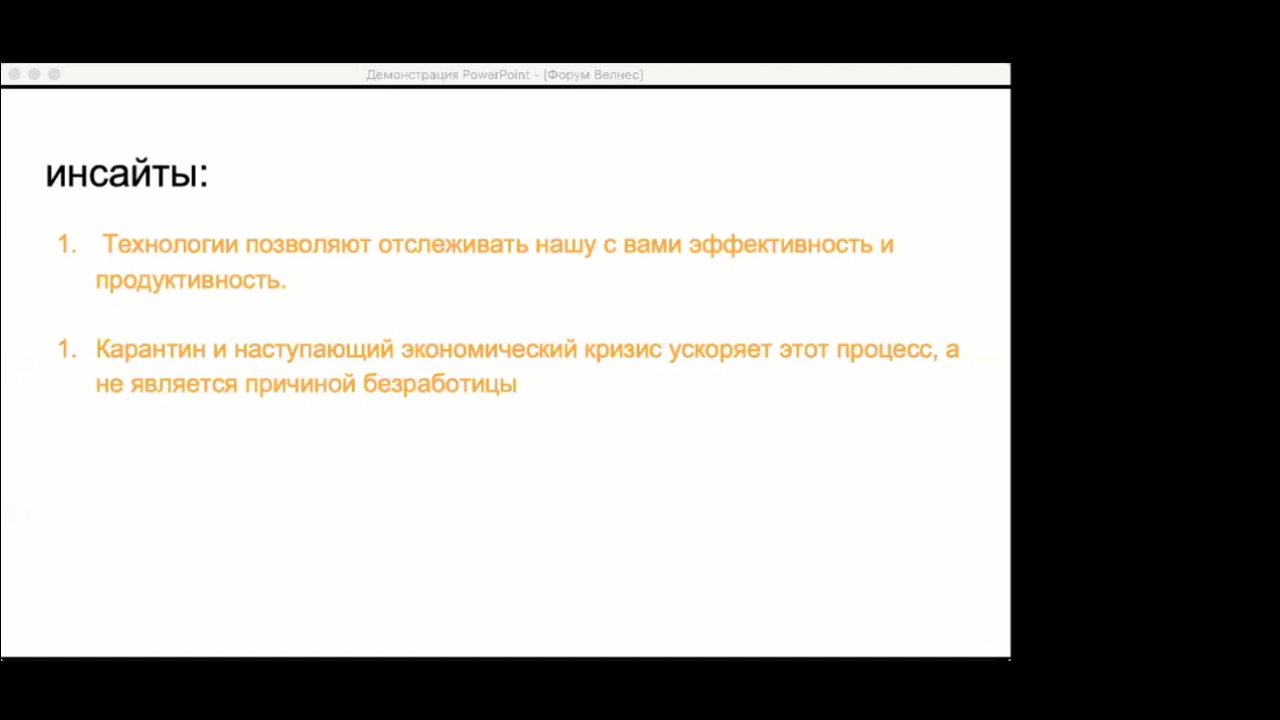 Демонстрация PowerPoint - [Форум Велнес]
инсайты:
1. Технологии позволяют отслеживать нашу с вами эффективность и
продуктивность.
1. Карантин и наступающий экономический кризис ускоряет этот процесс, а
не является причиной безработицы